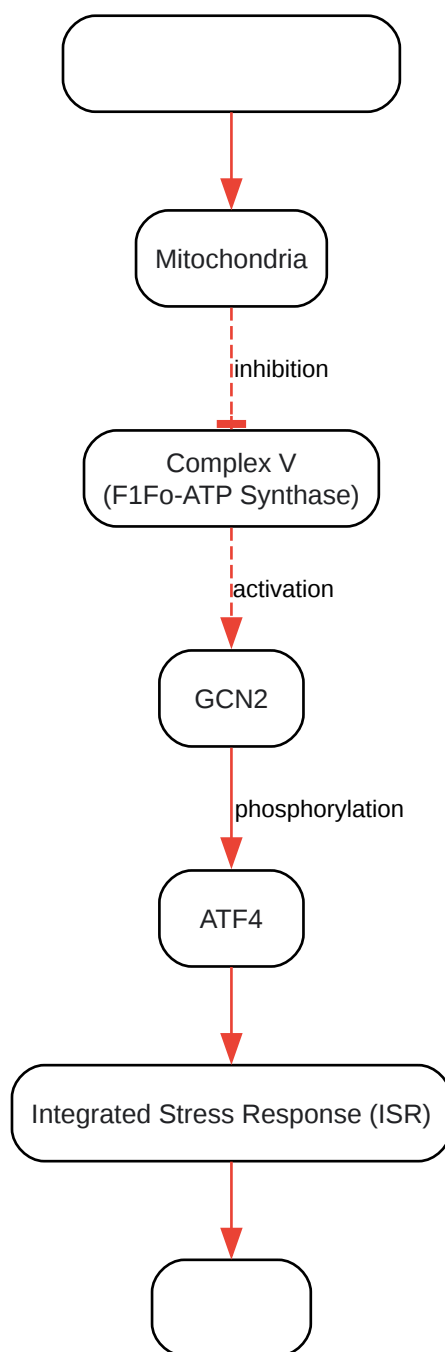 Mitochondria
inhibition
Complex V
(F1Fo-ATP Synthase)
activation
GCN2
phosphorylation
ATF4
Integrated Stress Response (ISR)